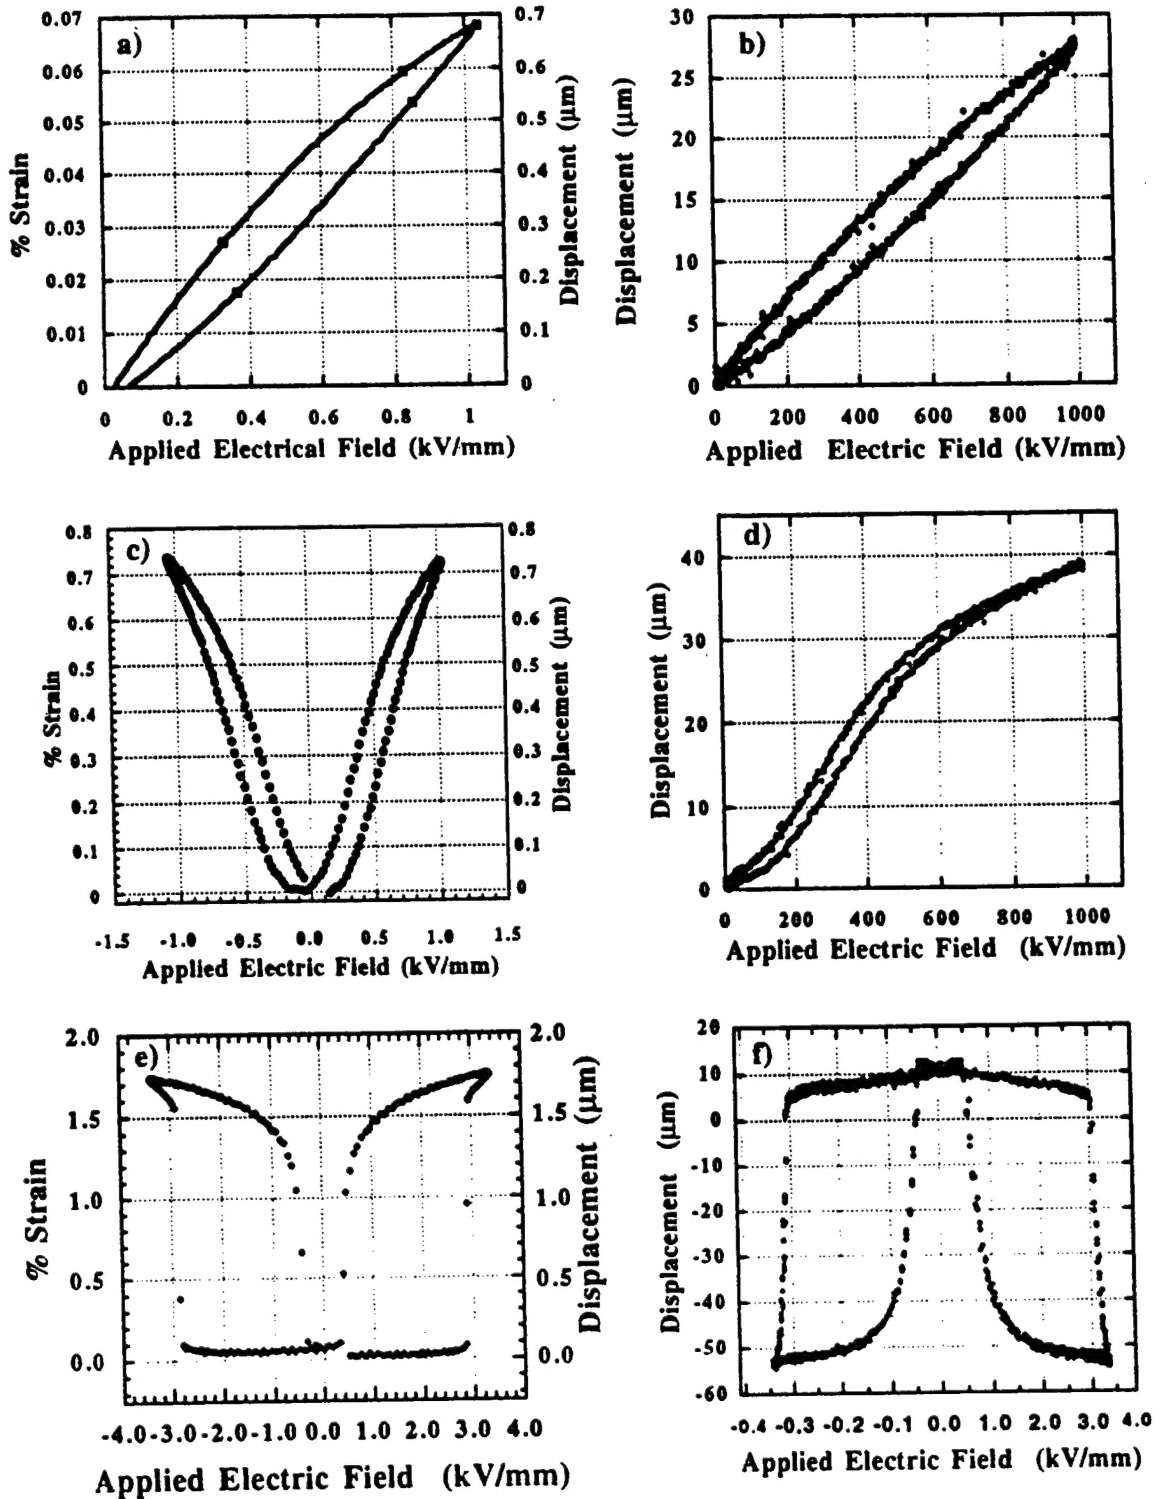 a)
0.07
0.06
0.05
0.04
0.03
0.02
0.01
0
% Strain
0.7
0.6
0.5
0.4
0.3
0.2
0.1
0
Displacement (μm)
0 0.2 0.4 0.6 0.8 1
Applied Electrical Field (kV/mm)
b)
30
25
20
15
10
5
0
Displacement (μm)
0 200 400 600 800 1000
Applied Electric Field (kV/mm)
c)
0.8
0.7
0.6
0.5
0.4
0.3
0.2
0.1
0
% Strain
0.8
0.7
0.6
0.5
0.4
0.3
0.2
0.1
0
Displacement (μm)
-1.5 -1.0 -0.5 0.0 0.5 1.0 1.5
Applied Electric Field (kV/mm)
d)
40
30
20
10
0
Displacement (μm)
0 200 400 600 800 1000
Applied Electric Field (kV/mm)
e)
2.0
1.5
1.0
0.5
0.0
% Strain
2.0
1.5
1.0
0.5
0.0
Displacement (μm)
-4.0 -3.0 -2.0 -1.0 0.0 1.0 2.0 3.0 4.0
Applied Electric Field (kV/mm)
f)
20
10
0
-10
-20
-30
-40
-50
-60
Displacement (μm)
-0.4 -0.3 -0.2 -0.1 0.0 1.0 2.0 3.0 4.0
Applied Electric Field (kV/mm)